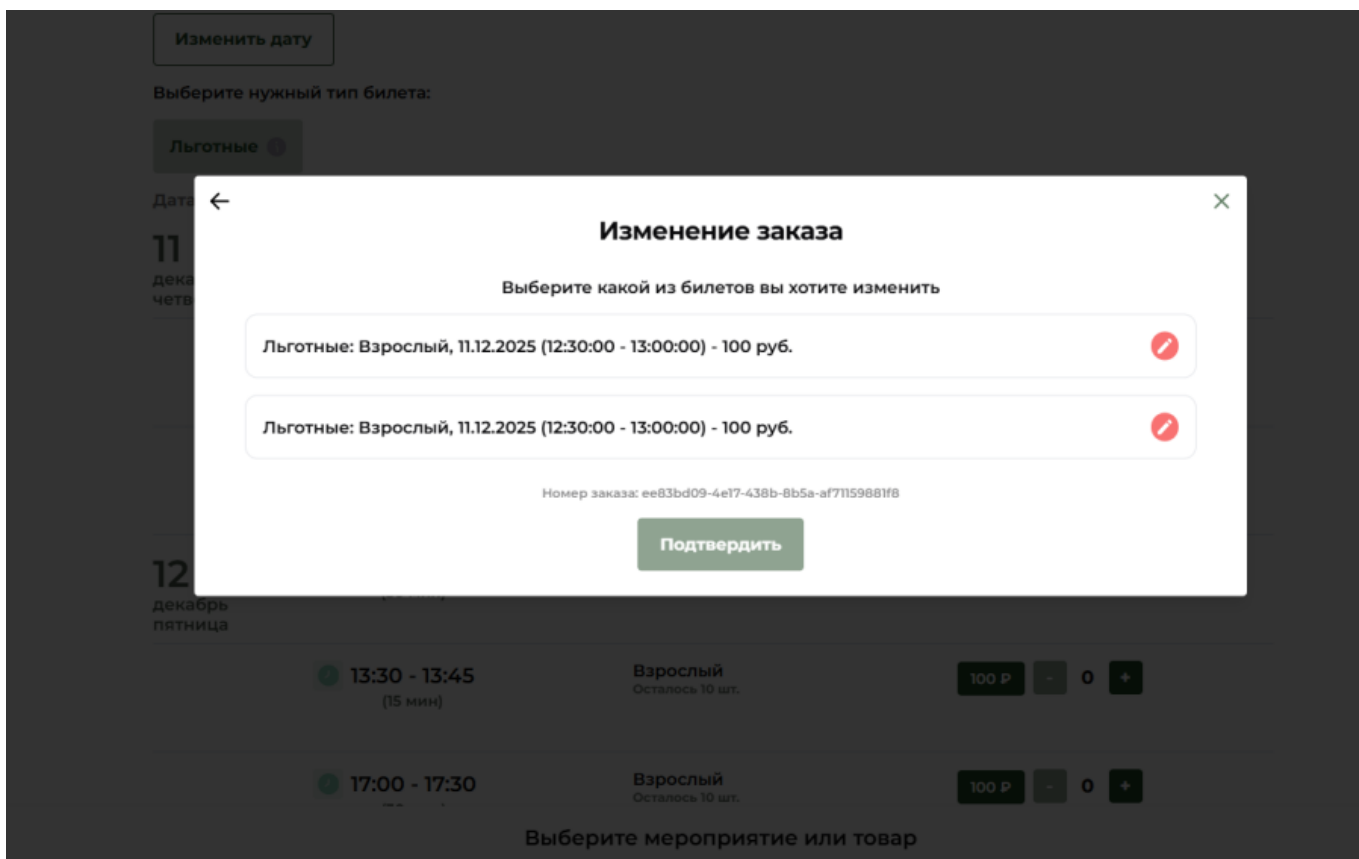 Изменить дату
Выберите нужный тип билета:
Льготные
Дата
Изменение заказа
11
декa
четв
Выберите какой из билетов вы хотите изменить
Льготные: Взрослый, 11.12.2025 (12:30:00 - 13:00:00) - 100 руб.
Льготные: Взрослый, 11.12.2025 (12:30:00 - 13:00:00) - 100 руб.
Номер заказа: ee83bd09-4e17-438b-8b5a-af71159881f8
Подтвердить
12
декабрь
пятница
13:30 - 13:45 Взрослый 100 ₽ - 0 +
(15 мин) Осталось 10 шт.
17:00 - 17:30 Взрослый 100 ₽ - 0 +
Осталось 10 шт.
Выберите мероприятие или товар